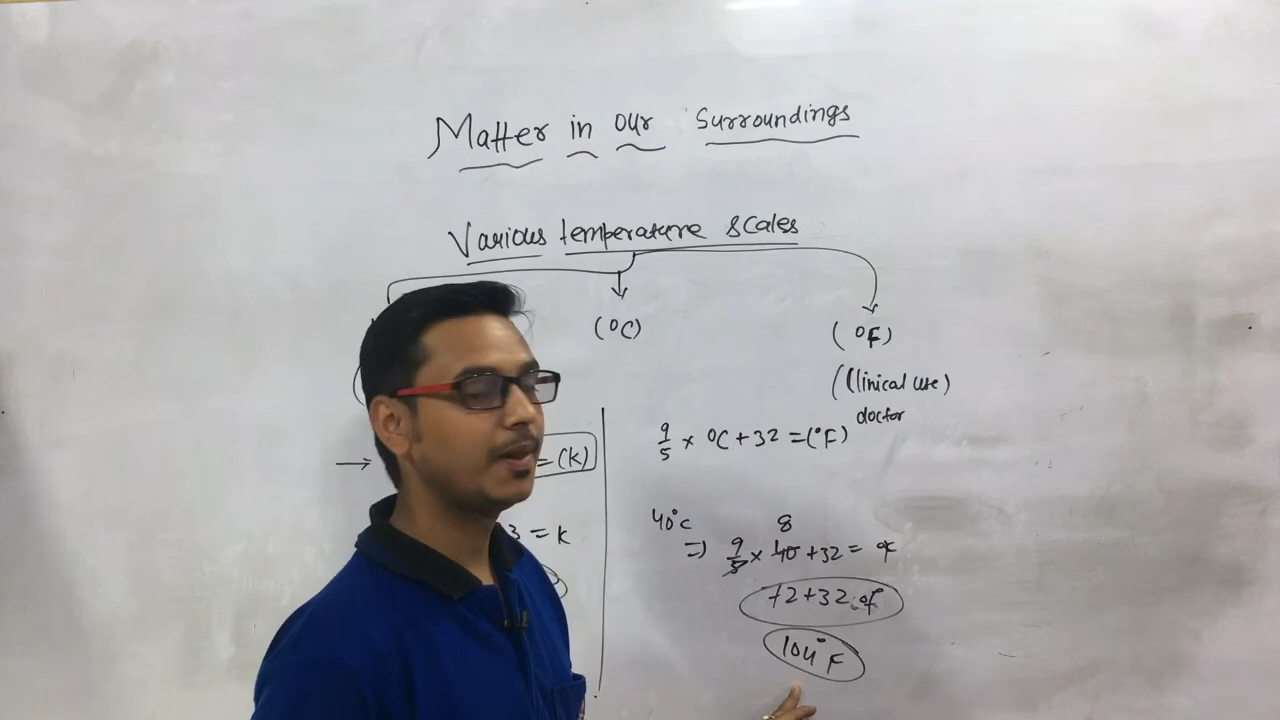 Matter in our Surroundings
Various temperature scales
(°C)
(°F)
(Clinical use)
doctor
→ = (K)
3 = K
9/5 × °C + 32 = (°F)
40°C
8
⇒ 9/5 × 40 + 32 = °F
72 + 32 °F
104°F